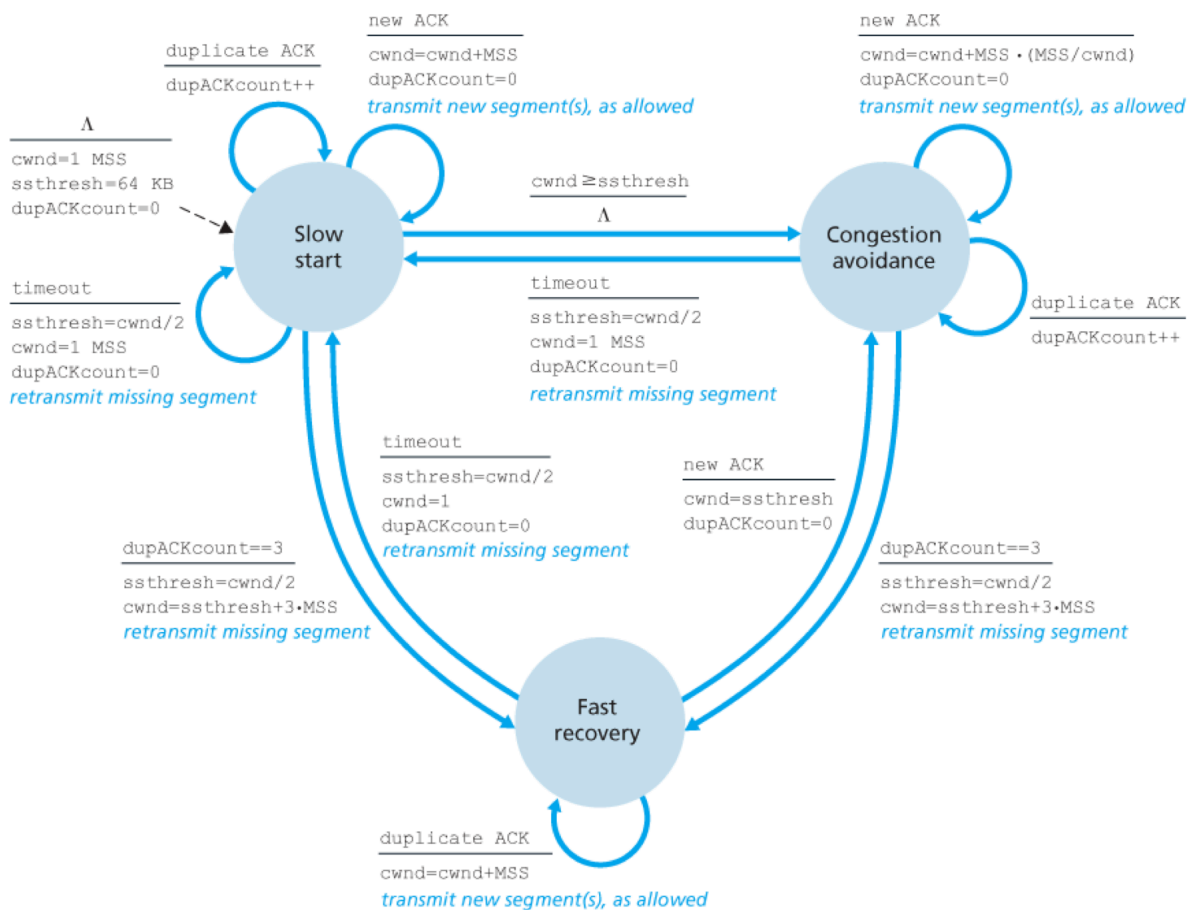 new ACK
cwnd=cwnd+MSS
dupACKcount=0
transmit new segment(s), as allowed
duplicate ACK
dupACKcount++
Λ
cwnd=1 MSS
ssthresh=64 KB
dupACKcount=0
new ACK
cwnd=cwnd+MSS·(MSS/cwnd)
dupACKcount=0
transmit new segment(s), as allowed
cwnd≥ssthresh
Λ
Slow
start
Congestion
avoidance
timeout
ssthresh=cwnd/2
cwnd=1 MSS
dupACKcount=0
retransmit missing segment
timeout
ssthresh=cwnd/2
cwnd=1 MSS
dupACKcount=0
retransmit missing segment
duplicate ACK
dupACKcount++
timeout
ssthresh=cwnd/2
cwnd=1
dupACKcount=0
retransmit missing segment
new ACK
cwnd=ssthresh
dupACKcount=0
dupACKcount==3
ssthresh=cwnd/2
cwnd=ssthresh+3·MSS
retransmit missing segment
dupACKcount==3
ssthresh=cwnd/2
cwnd=ssthresh+3·MSS
retransmit missing segment
Fast
recovery
duplicate ACK
cwnd=cwnd+MSS
transmit new segment(s), as allowed